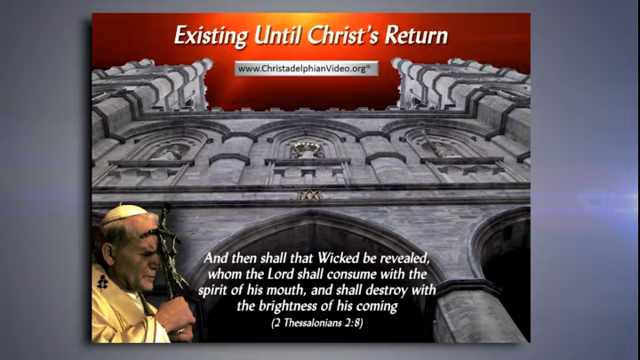 Existing Until Christ's Return
www.ChristadelphianVideo.org®
And then shall that Wicked be revealed,
whom the Lord shall consume with the
spirit of his mouth, and shall destroy with
the brightness of his coming
(2 Thessalonians 2:8)